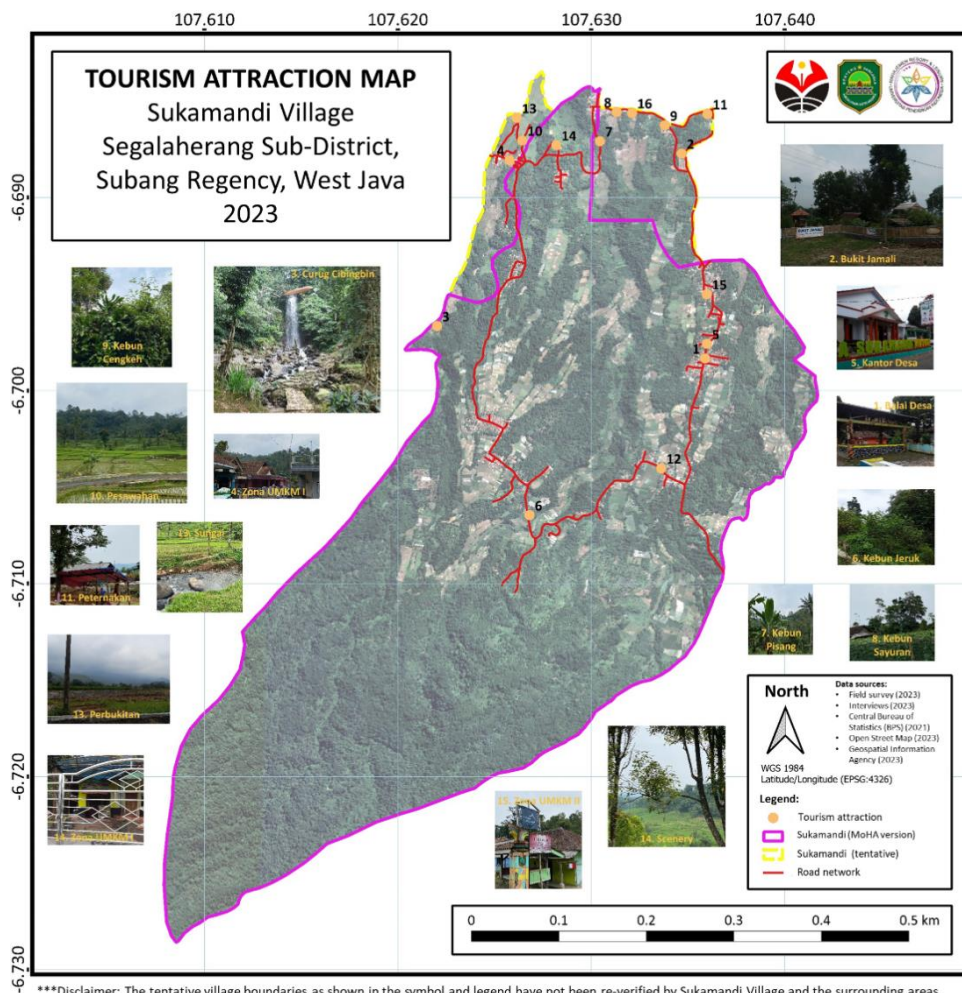 107.610 107.620 107.630 107.640
TOURISM ATTRACTION MAP
Sukamandi Village
Segalaherang Sub-District,
Subang Regency, West Java
2023
-6.690
-6.700
-6.710
-6.720
-6.730
13
10
4
14
8
16
7
9
11
2
3
15
5
1
12
6
2. Bukit Jamali
3. Curug Cibingbin
9. Kebun
Cengkeh
5. Kantor Desa
1. Balai Desa
10. Pesawahan
4. Zona UMKM I
6. Kebun Jeruk
11. Peternakan
7. Kebun
Pisang
8. Kebun
Sayuran
13. Perbukitan
15. Zona UMKM II
14. Scenery
North
WGS 1984
Latitude/Longitude (EPSG:4326)
Data sources:
• Field survey (2023)
• Interviews (2023)
• Central Bureau of
Statistics (BPS) (2021)
• Open Street Map (2023)
• Geospatial Information
Agency (2023)
Legend:
Tourism attraction
Sukamandi (MoHA version)
Sukamandi (tentative)
Road network
0 0.1 0.2 0.3 0.4 0.5 km
***Disclaimer: The tentative village boundaries as shown in the symbol and legend have not been re-verified by Sukamandi Village and the surrounding areas